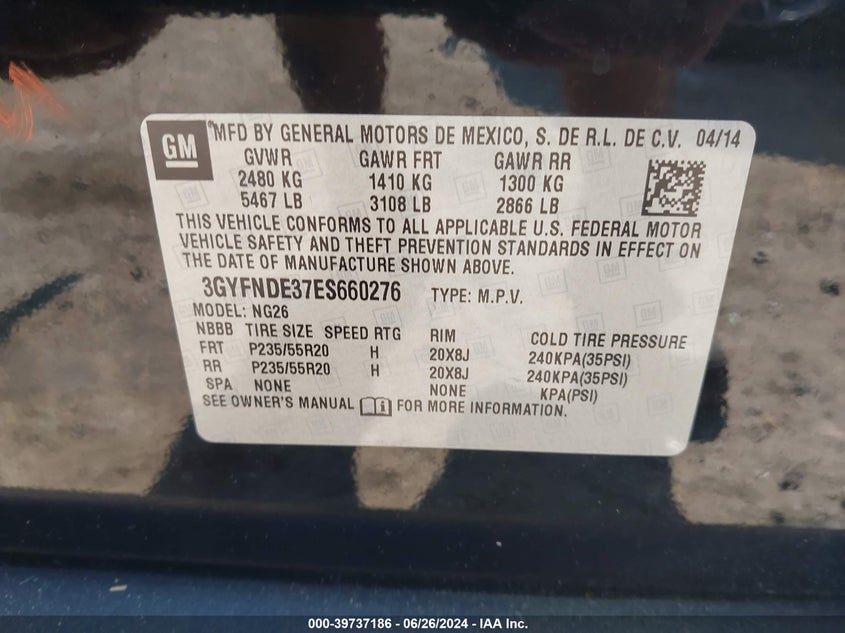 GM
MFD BY GENERAL MOTORS DE MEXICO, S. DE R.L. DE C.V. 04/14
GVWR GAWR FRT GAWR RR
2480 KG 1410 KG 1300 KG
5467 LB 3108 LB 2866 LB
THIS VEHICLE CONFORMS TO ALL APPLICABLE U.S. FEDERAL MOTOR
VEHICLE SAFETY AND THEFT PREVENTION STANDARDS IN EFFECT ON
THE DATE OF MANUFACTURE SHOWN ABOVE.
3GYFNDE37ES660276 TYPE: M.P.V.
MODEL: NG26
NBBB TIRE SIZE SPEED RTG RIM COLD TIRE PRESSURE
FRT P235/55R20 H 20X8J 240KPA(35PSI)
RR P235/55R20 H 20X8J 240KPA(35PSI)
SPA NONE NONE KPA(PSI)
SEE OWNER'S MANUAL FOR MORE INFORMATION.
000-39737186 - 06/26/2024 - IAA Inc.